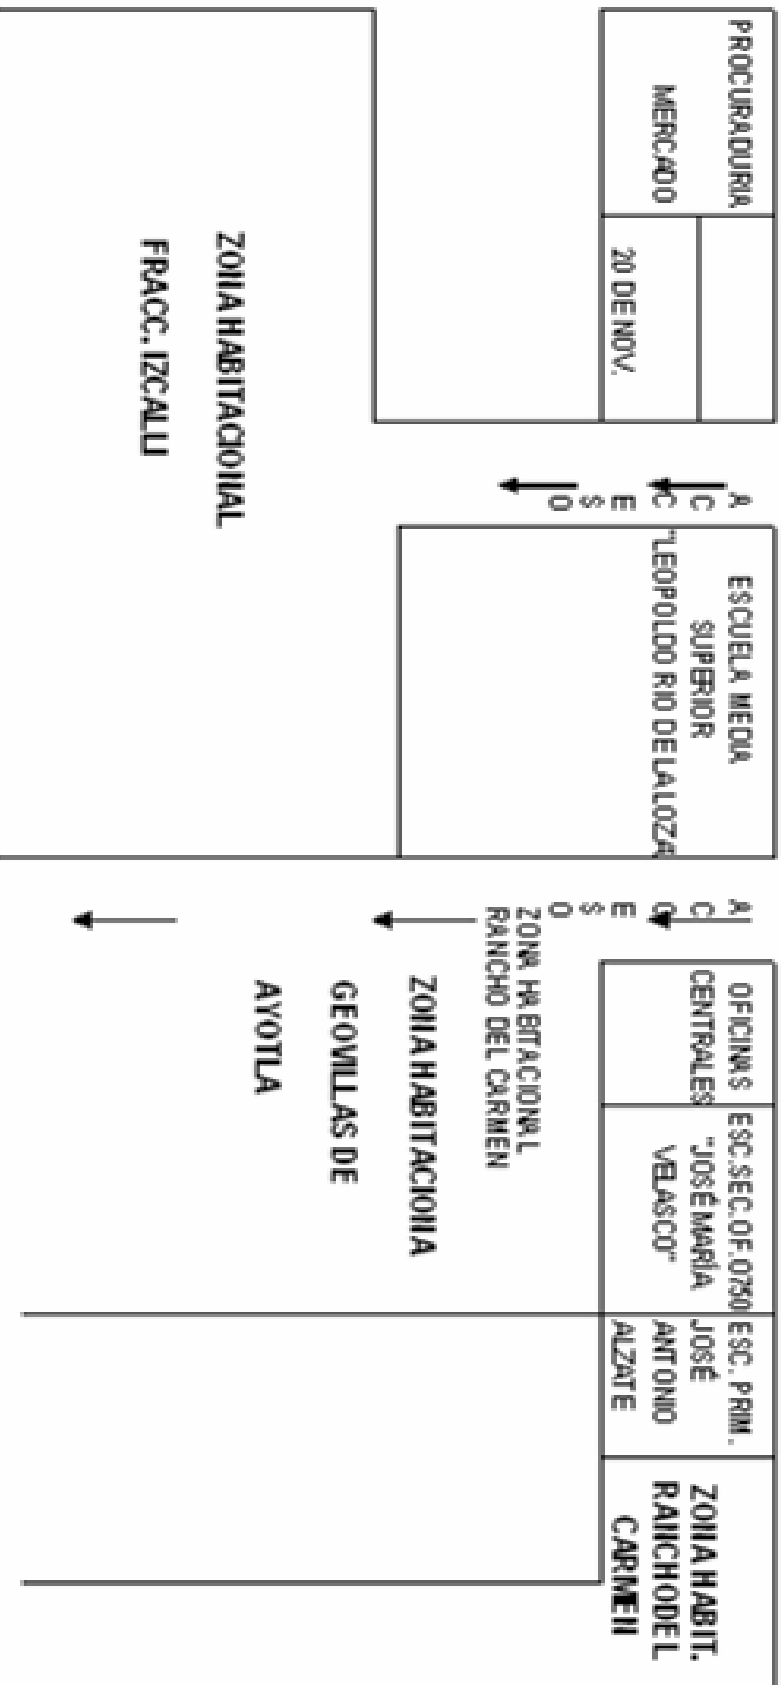 PROCURADURIA
MERCADO
20 DE NOV.
A
C
C
E
S
O
ESCUELA MEDIA
SUPERIOR
"LEOPOLDO RIO DE LA LOZA
A
C
C
E
S
O
OFICINAS
CENTRALES
ESC.SEC.OF.0750
"JOSÉ MARÍA
VELASCO"
ESC. PRIM.
JOSÉ
ANTONIO
ALZATE
ZONA HABIT.
RANCHO DEL
CARMEN
ZONA HABITACIONAL
RANCHO DEL CARMEN
ZONA HABITACIONA
GEOVILLAS DE
AYOTLA
ZONA HABITACIONAL
FRACC. IZCALLI